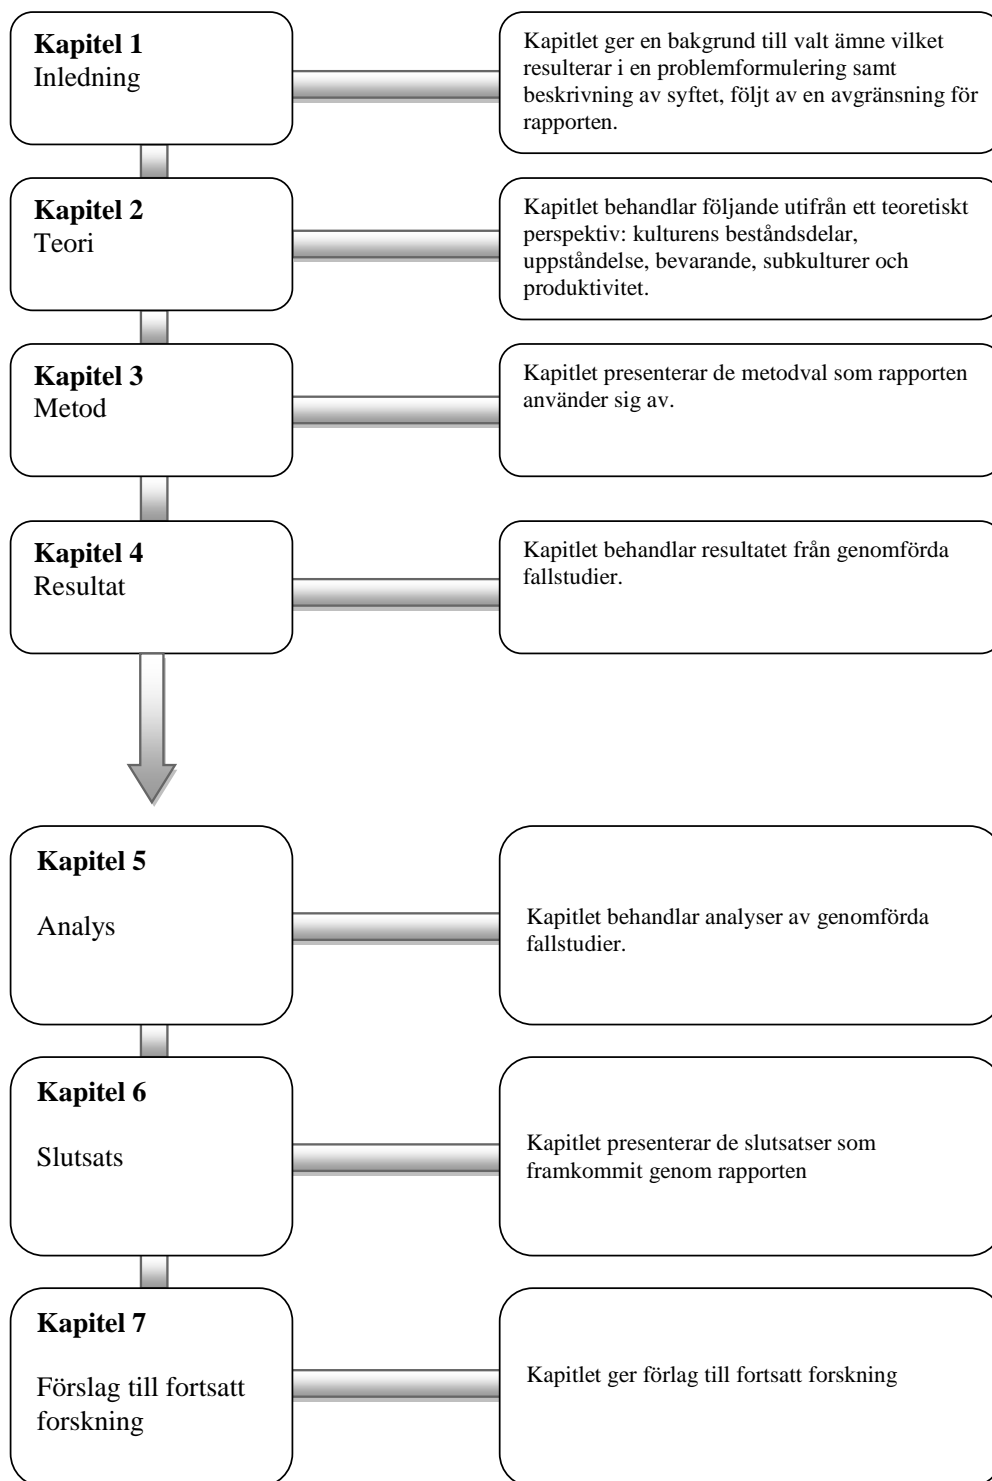 Kapitel 1
Inledning
Kapitlet ger en bakgrund till valt ämne vilket
resulterar i en problemformulering samt
beskrivning av syftet, följt av en avgränsning för
rapporten.
Kapitel 2
Teori
Kapitlet behandlar följande utifrån ett teoretiskt
perspektiv: kulturens beståndsdelar,
uppståndelse, bevarande, subkulturer och
produktivitet.
Kapitel 3
Metod
Kapitlet presenterar de metodval som rapporten
använder sig av.
Kapitel 4
Resultat
Kapitlet behandlar resultatet från genomförda
fallstudier.
Kapitel 5
Analys
Kapitlet behandlar analyser av genomförda
fallstudier.
Kapitel 6
Slutsats
Kapitlet presenterar de slutsatser som
framkommit genom rapporten
Kapitel 7
Förslag till fortsatt
forskning
Kapitlet ger förlag till fortsatt forskning